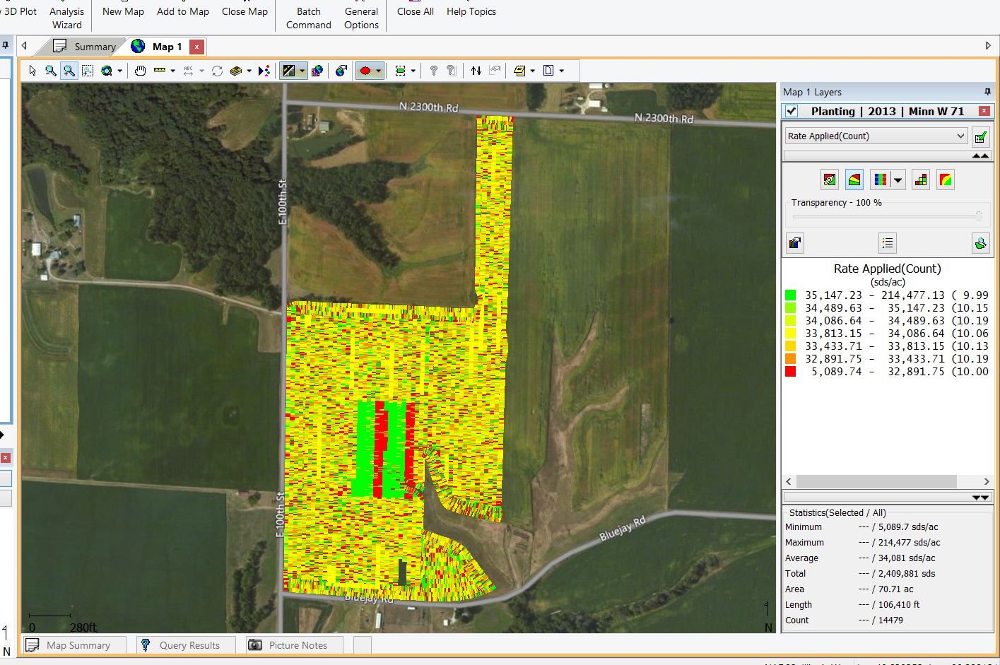 3D Plot
Analysis
Wizard
New Map
Add to Map
Close Map
Batch
Command
General
Options
Close All
Help Topics
Summary
Map 1
ABC
Map 1 Layers
Planting | 2013 | Minn W 71
Rate Applied(Count)
Transparency - 100 %
Rate Applied(Count)
(sds/ac)
35,147.23 - 214,477.13 ( 9.99
34,489.63 - 35,147.23 (10.15
34,086.64 - 34,489.63 (10.19
33,813.15 - 34,086.64 (10.06
33,433.71 - 33,813.15 (10.13
32,891.75 - 33,433.71 (10.19
5,089.74 - 32,891.75 (10.00
Statistics(Selected / All)
Minimum --- / 5,089.7 sds/ac
Maximum --- / 214,477 sds/ac
Average --- / 34,081 sds/ac
Total --- / 2,409,881 sds
Area --- / 70.71 ac
Length --- / 106,410 ft
Count --- / 14479
N 2300th Rd
N 2300th Rd
E 100th St
E 100th St
Bluejay Rd
Bluejay Rd
0 280ft
N
N
Map Summary
Query Results
Picture Notes